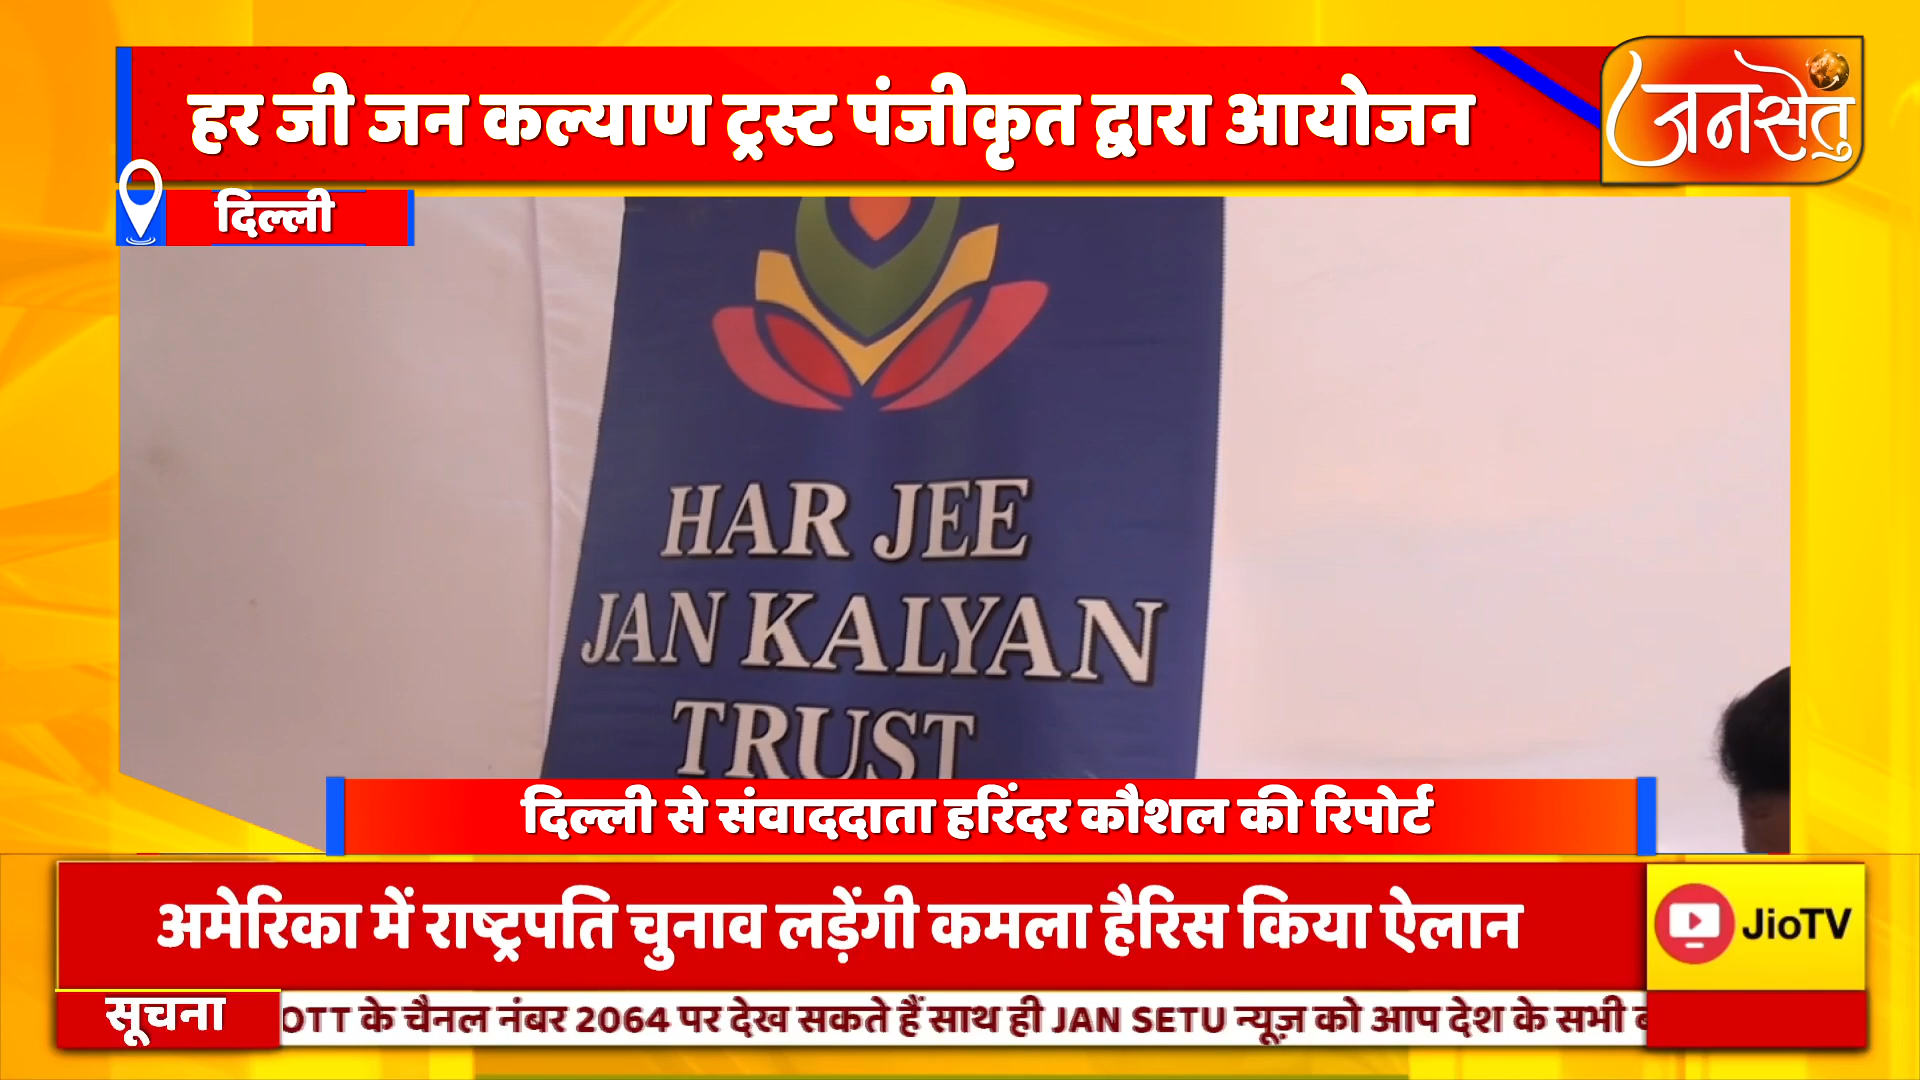 हर जी जन कल्याण ट्रस्ट पंजीकृत द्वारा आयोजन
जनसेतु
दिल्ली
HAR JEE
JAN KALYAN
TRUST
दिल्ली से संवाददाता हरिंदर कौशल की रिपोर्ट
अमेरिका में राष्ट्रपति चुनाव लड़ेंगी कमला हैरिस किया ऐलान
JioTV
सूचना
OTT के चैनल नंबर 2064 पर देख सकते हैं साथ ही JAN SETU न्यूज़ को आप देश के सभी